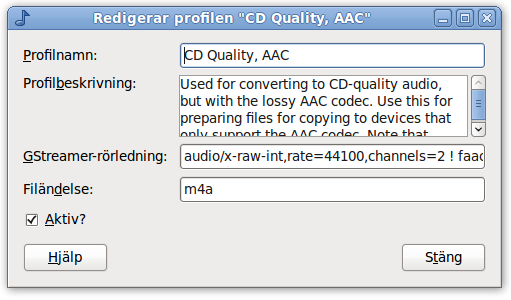 Redigerar profilen "CD Quality, AAC"
Profilnamn:
CD Quality, AAC
Profilbeskrivning:
Used for converting to CD-quality audio,
but with the lossy AAC codec. Use this for
preparing files for copying to devices that
only support the AAC codec. Note that
GStreamer-rörledning:
audio/x-raw-int,rate=44100,channels=2 ! faac
Filändelse:
m4a
Aktiv?
Hjälp
Stäng